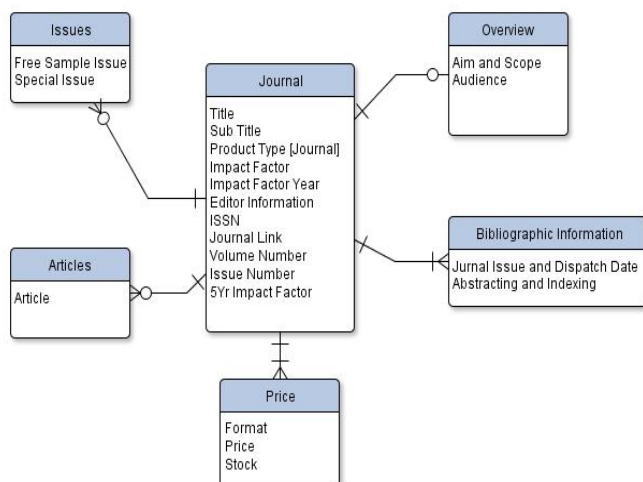 Issues
Free Sample Issue
Special Issue
Journal
Title
Sub Title
Product Type [Journal]
Impact Factor
Impact Factor Year
Editor Information
ISSN
Journal Link
Volume Number
Issue Number
5Yr Impact Factor
Overview
Aim and Scope
Audience
Bibliographic Information
Jurnal Issue and Dispatch Date
Abstracting and Indexing
Articles
Article
Price
Format
Price
Stock